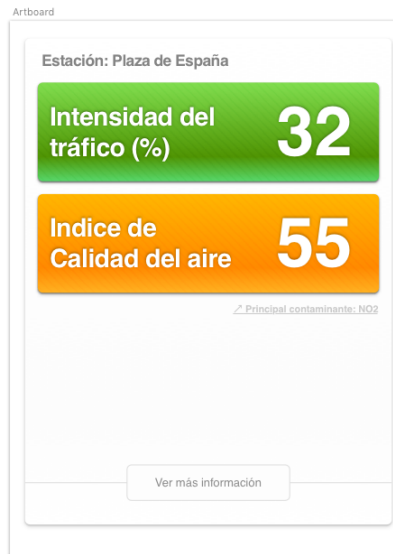 Artboard
Estación: Plaza de España
Intensidad del
tráfico (%)
32
Indice de
Calidad del aire
55
↗ Principal contaminante: NO2
Ver más información